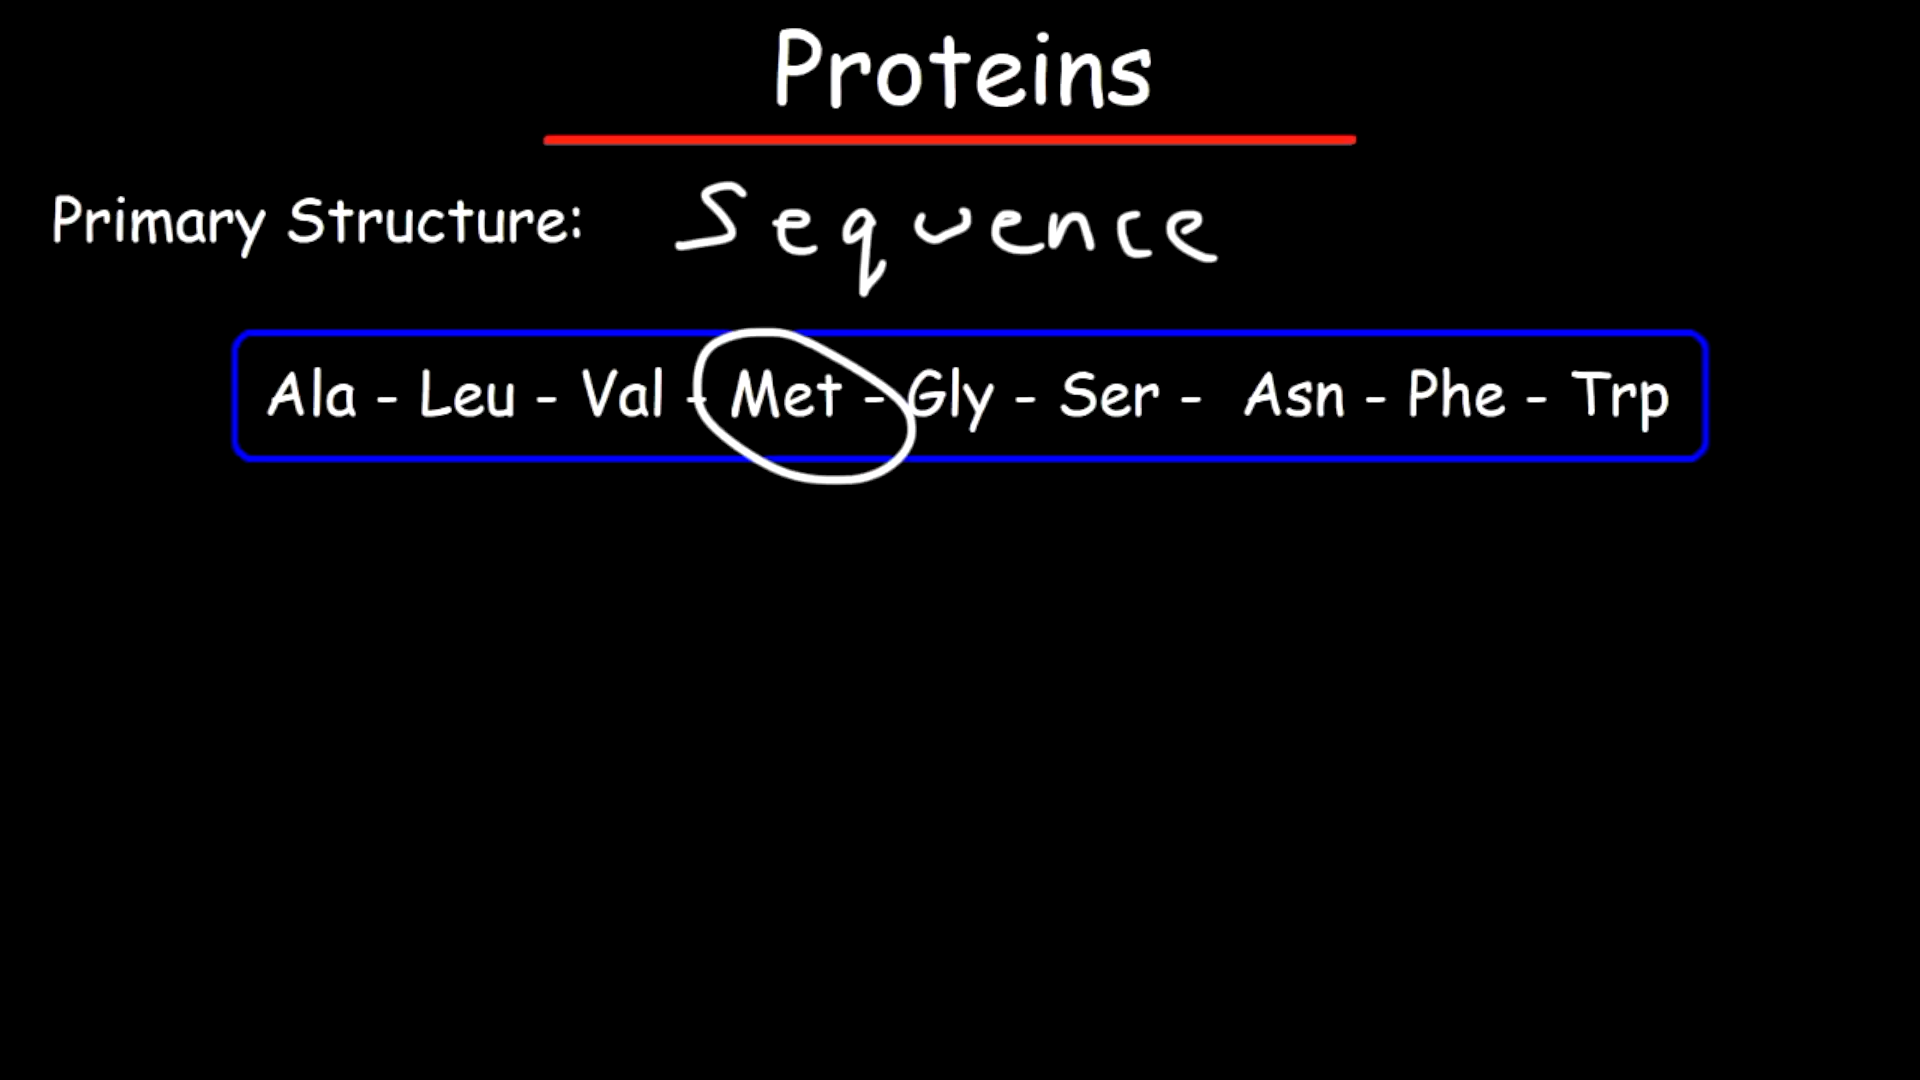 Proteins
Primary Structure: Sequence
Ala - Leu - Val - Met - Gly - Ser - Asn - Phe - Trp